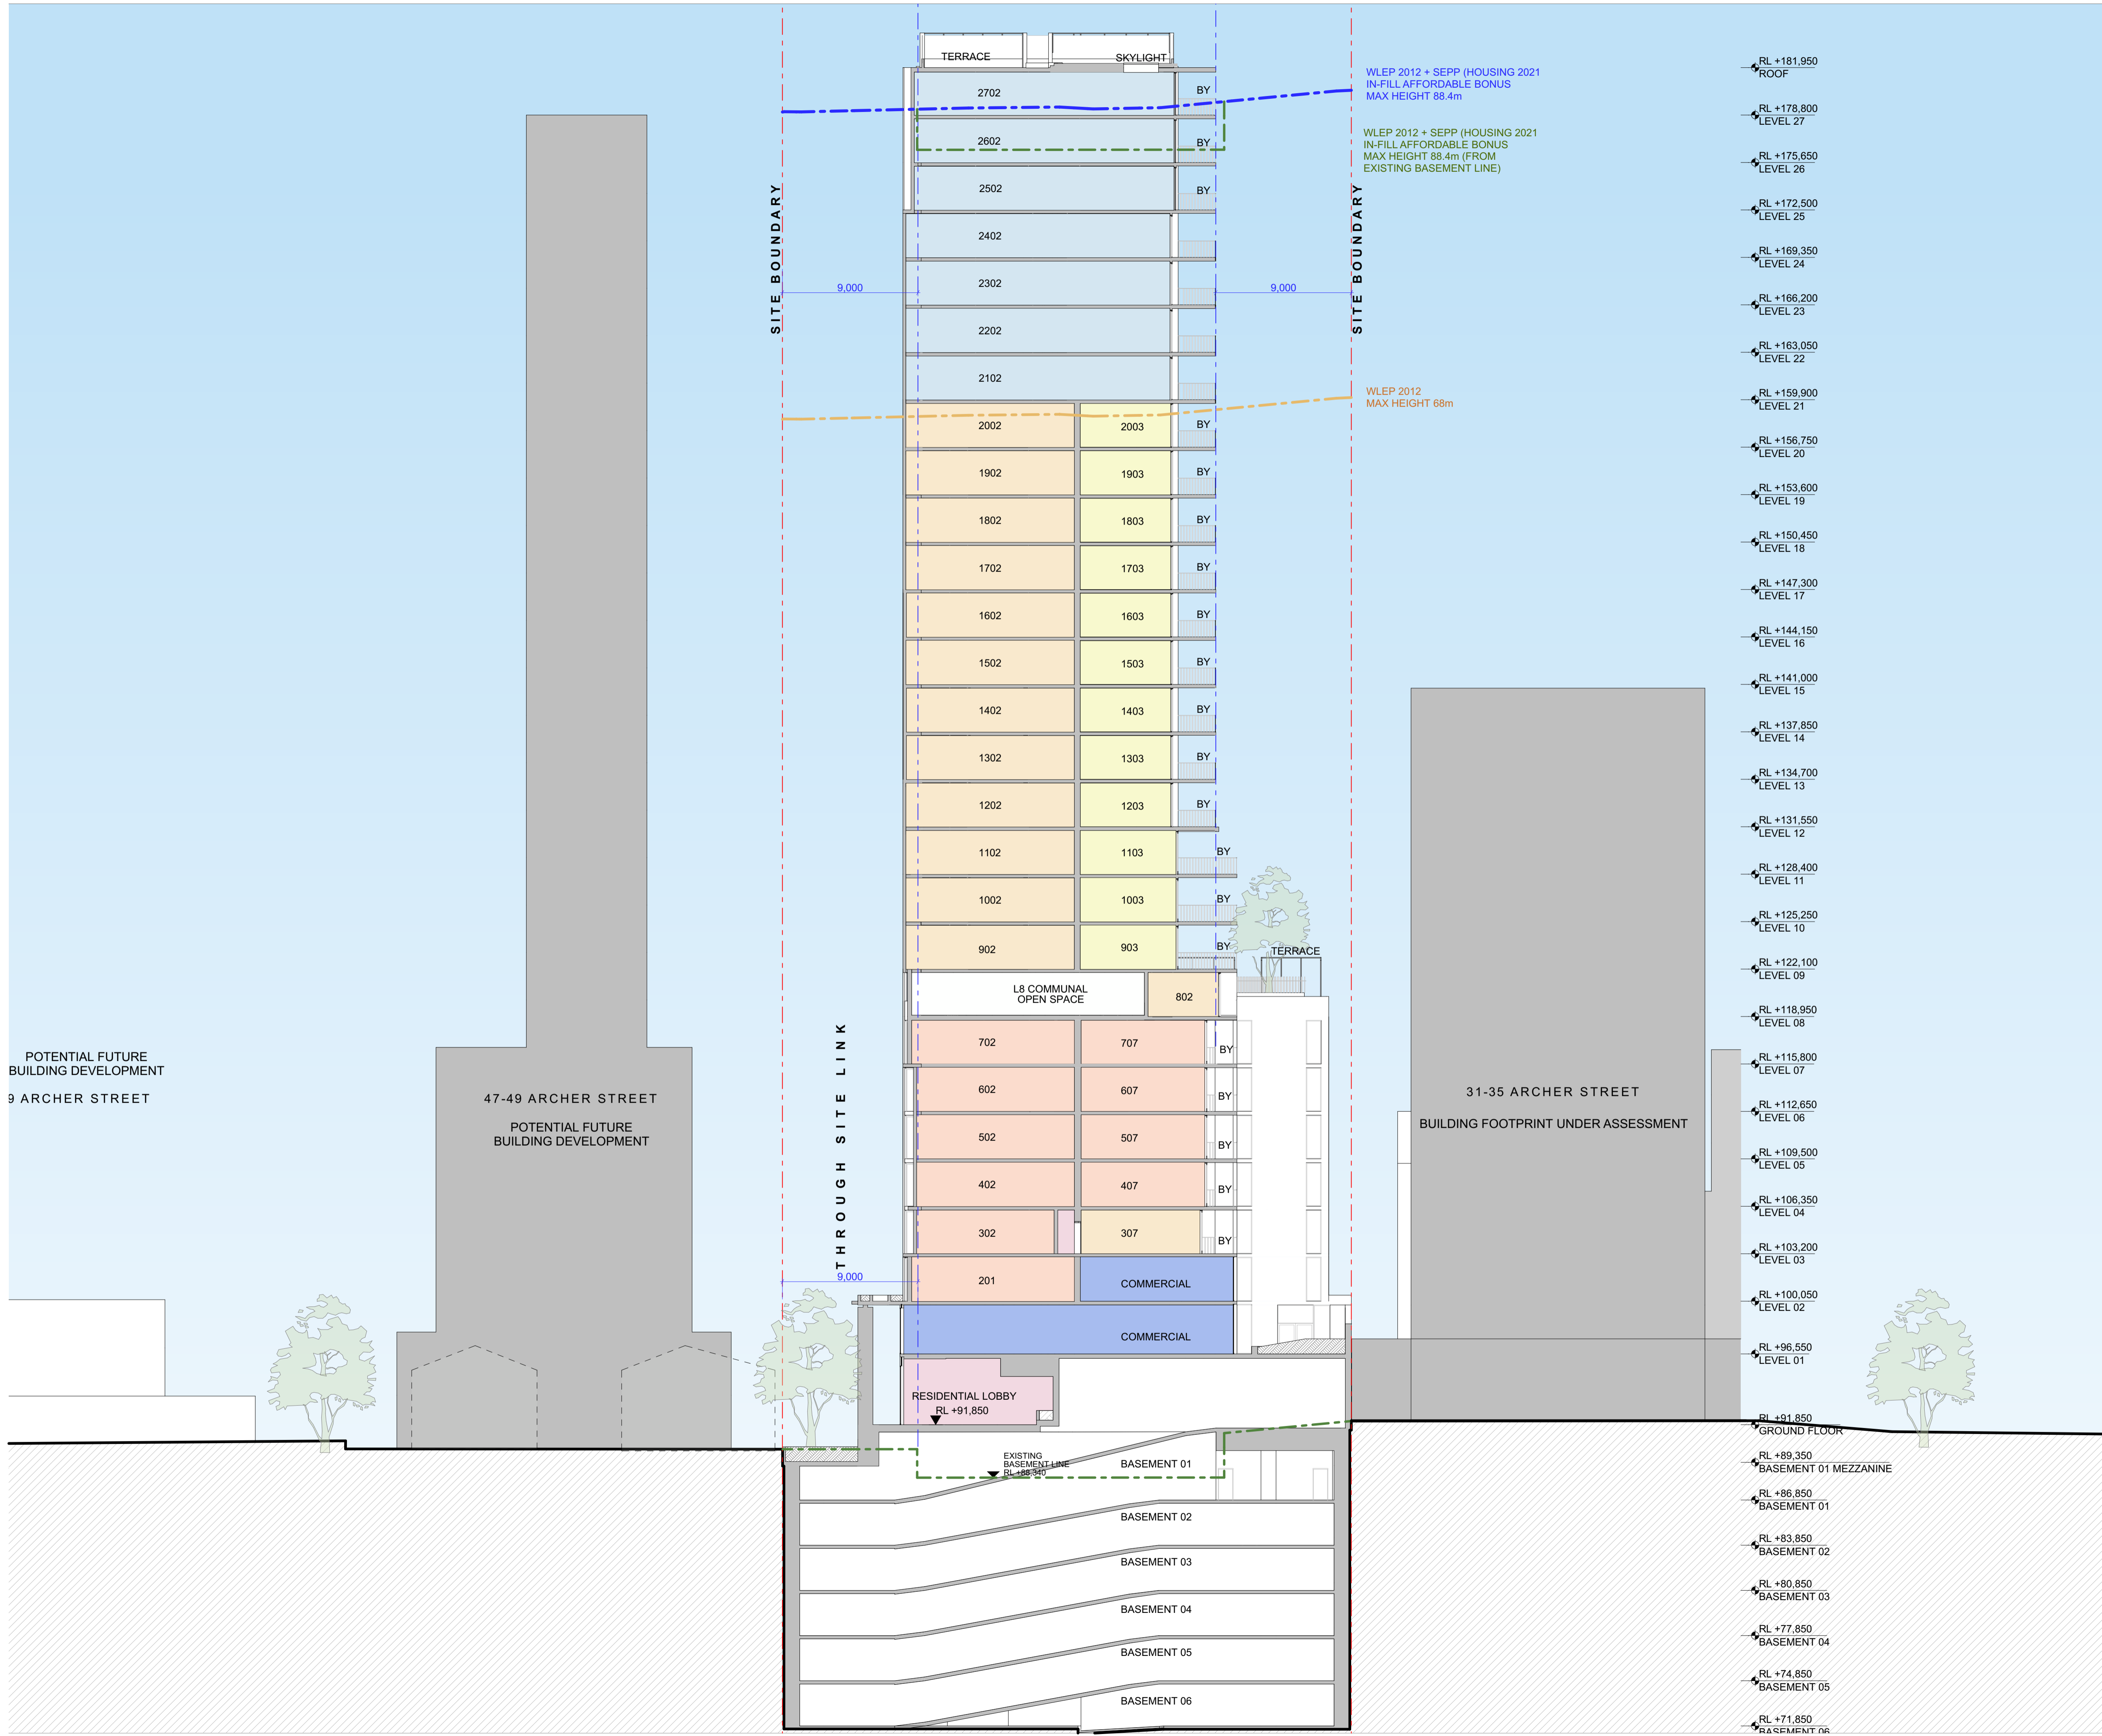 TERRACE
SKYLIGHT
2702
BY
2602
BY
2502
BY
2402
2302
2202
2102
2002
2003
BY
1902
1903
BY
1802
1803
BY
1702
1703
BY
1602
1603
BY
1502
1503
BY
1402
1403
BY
1302
1303
BY
1202
1203
BY
1102
1103
BY
1002
1003
BY
902
903
BY
TERRACE
L8 COMMUNAL
OPEN SPACE
802
702
707
BY
602
607
BY
502
507
BY
402
407
BY
302
307
BY
201
COMMERCIAL
COMMERCIAL
RESIDENTIAL LOBBY
RL +91,850
EXISTING
BASEMENT LINE
RL +88,340
BASEMENT 01
BASEMENT 02
BASEMENT 03
BASEMENT 04
BASEMENT 05
BASEMENT 06
SITE BOUNDARY
SITE BOUNDARY
9,000
9,000
9,000
THROUGH SITE LINK
WLEP 2012 + SEPP (HOUSING 2021
IN-FILL AFFORDABLE BONUS
MAX HEIGHT 88.4m
WLEP 2012 + SEPP (HOUSING 2021
IN-FILL AFFORDABLE BONUS
MAX HEIGHT 88.4m (FROM
EXISTING BASEMENT LINE)
WLEP 2012
MAX HEIGHT 68m
POTENTIAL FUTURE
BUILDING DEVELOPMENT
9 ARCHER STREET
47-49 ARCHER STREET
POTENTIAL FUTURE
BUILDING DEVELOPMENT
31-35 ARCHER STREET
BUILDING FOOTPRINT UNDER ASSESSMENT
RL +181,950
ROOF
RL +178,800
LEVEL 27
RL +175,650
LEVEL 26
RL +172,500
LEVEL 25
RL +169,350
LEVEL 24
RL +166,200
LEVEL 23
RL +163,050
LEVEL 22
RL +159,900
LEVEL 21
RL +156,750
LEVEL 20
RL +153,600
LEVEL 19
RL +150,450
LEVEL 18
RL +147,300
LEVEL 17
RL +144,150
LEVEL 16
RL +141,000
LEVEL 15
RL +137,850
LEVEL 14
RL +134,700
LEVEL 13
RL +131,550
LEVEL 12
RL +128,400
LEVEL 11
RL +125,250
LEVEL 10
RL +122,100
LEVEL 09
RL +118,950
LEVEL 08
RL +115,800
LEVEL 07
RL +112,650
LEVEL 06
RL +109,500
LEVEL 05
RL +106,350
LEVEL 04
RL +103,200
LEVEL 03
RL +100,050
LEVEL 02
RL +96,550
LEVEL 01
RL +91,850
GROUND FLOOR
RL +89,350
BASEMENT 01 MEZZANINE
RL +86,850
BASEMENT 01
RL +83,850
BASEMENT 02
RL +80,850
BASEMENT 03
RL +77,850
BASEMENT 04
RL +74,850
BASEMENT 05
RL +71,850
BASEMENT 06